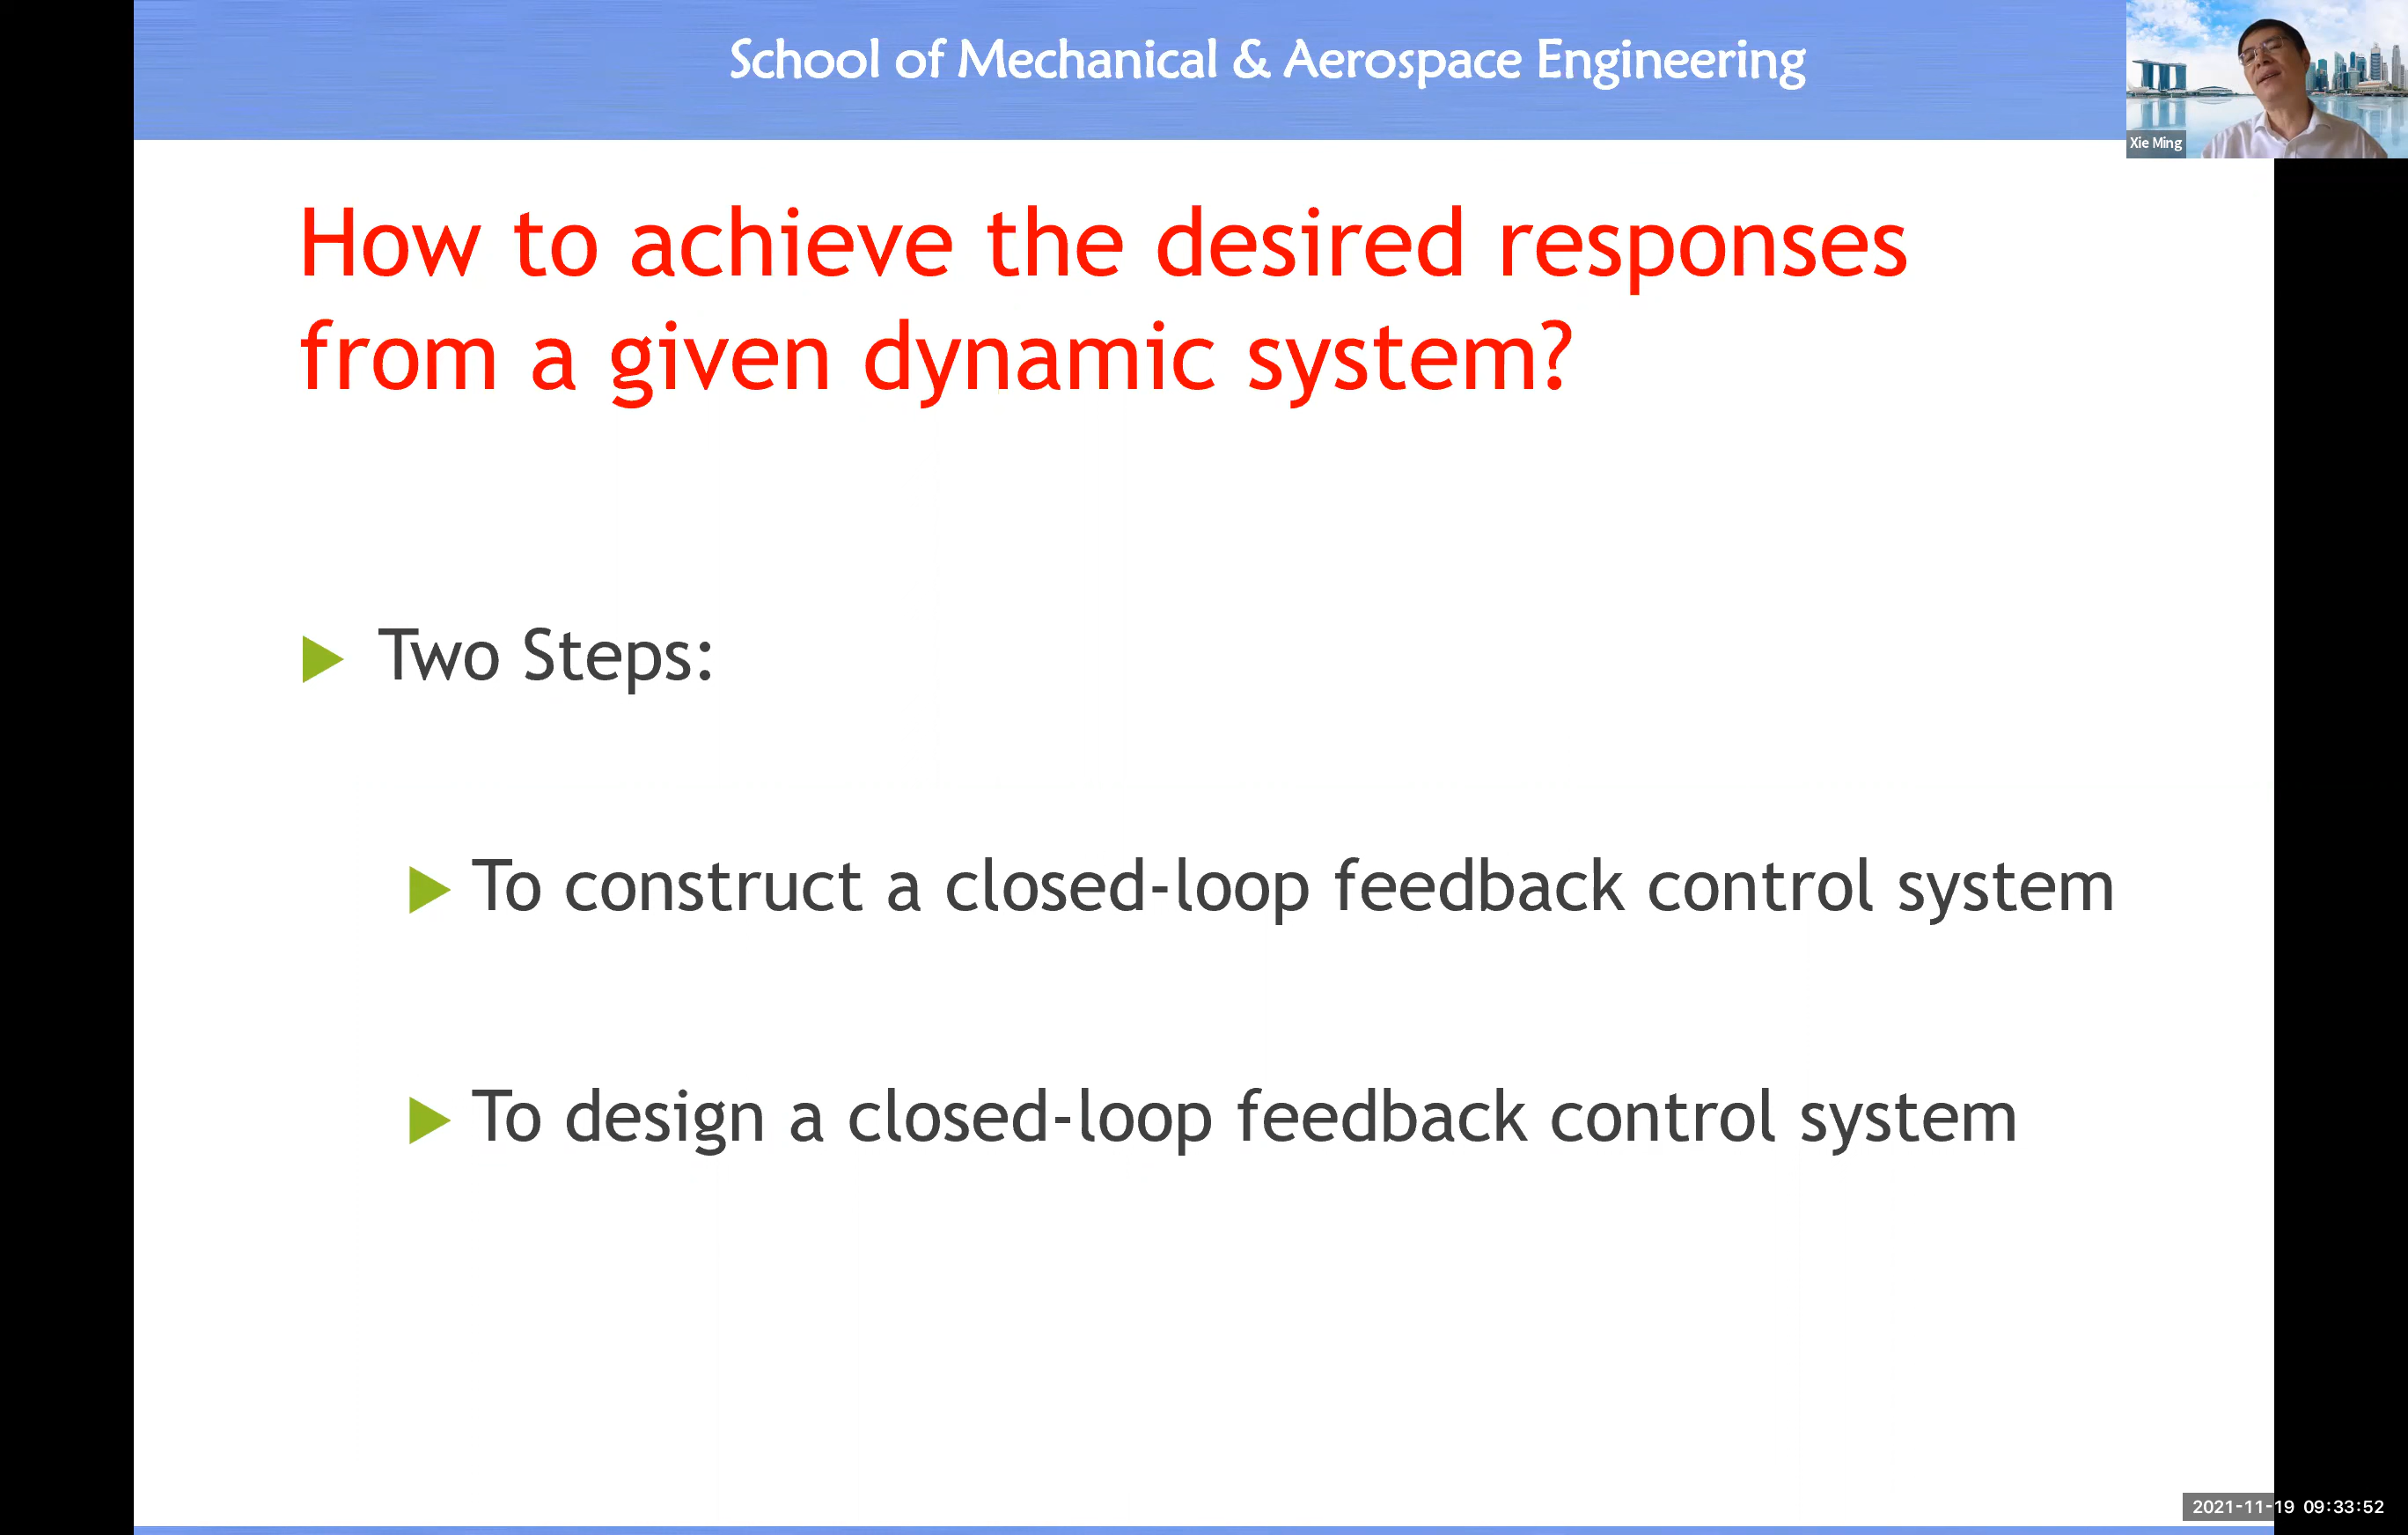 School of Mechanical & Aerospace Engineering
Xie Ming
How to achieve the desired responses
from a given dynamic system?
Two Steps:
To construct a closed-loop feedback control system
To design a closed-loop feedback control system
2021-11-19 09:33:52